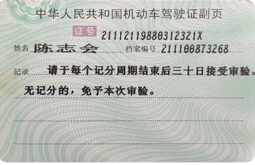 中华人民共和国机动车驾驶证副页
证号 21112119880312321X
姓名 陈志会 档案编号 211100873268
记录 请于每个记分周期结束后三十日接受审验。
无记分的，免予本次审验。